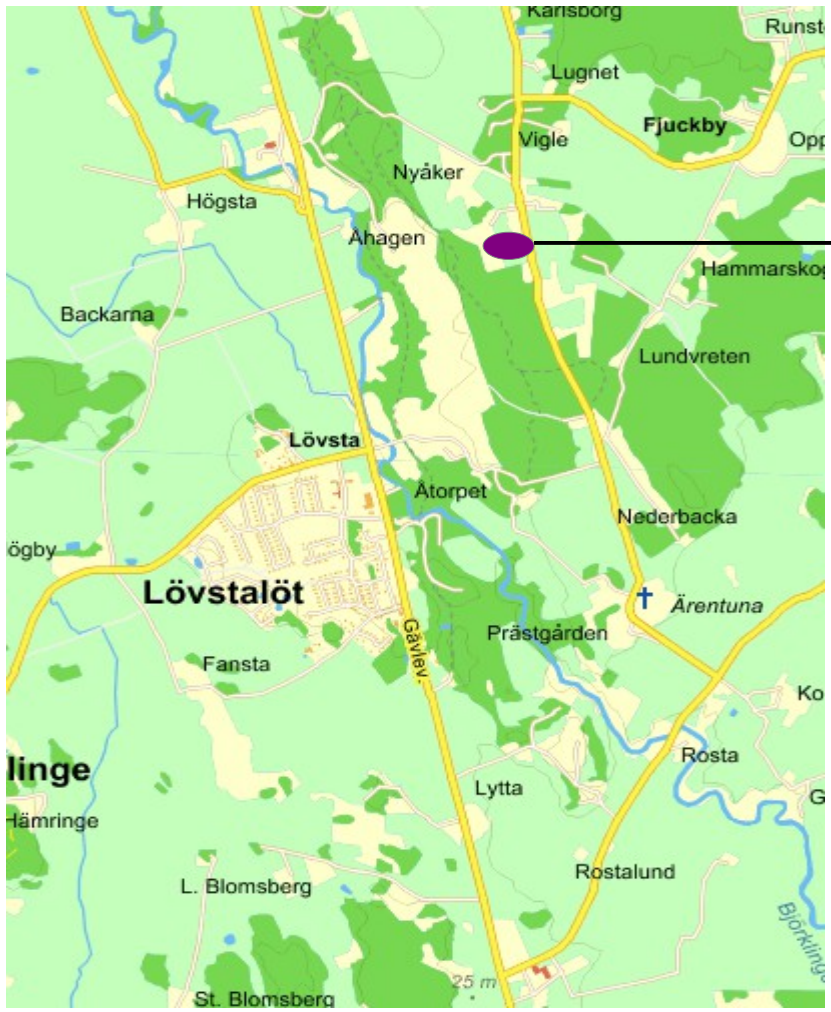 Karlsborg
Runst
Lugnet
Fjuckby
Vigle
Opp
Nyåker
Högsta
Åhagen
Hammarskog
Backarna
Lundvreten
Lövsta
Åtorpet
Nederbacka
ögby
Lövstalöt
Ärentuna
Prästgården
Gävlev.
Fansta
Ko
Rosta
linge
Lytta
G
Hämringe
Rostalund
L. Blomsberg
Björklinge
25 m
St. Blomsberg